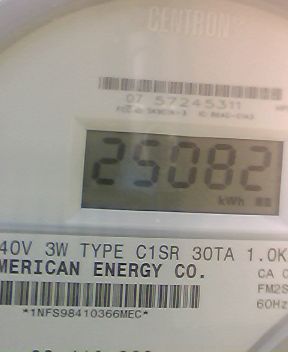 CENTRON
07 57245311
25082
kWh
40V 3W TYPE C1SR 30TA 1.0K
MERICAN ENERGY CO.
CA 0
FM2S
60Hz
*1NFS98410366MEC*